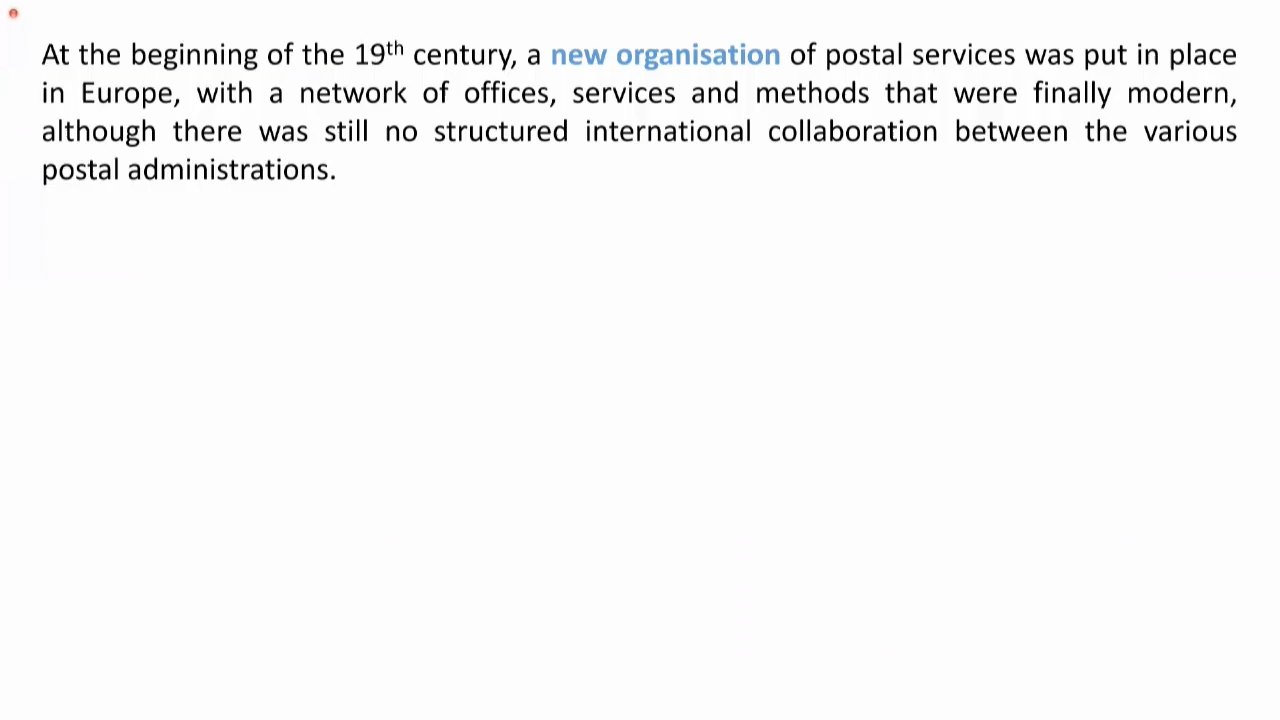 At the beginning of the 19th century, a new organisation of postal services was put in place
in Europe, with a network of offices, services and methods that were finally modern,
although there was still no structured international collaboration between the various
postal administrations.